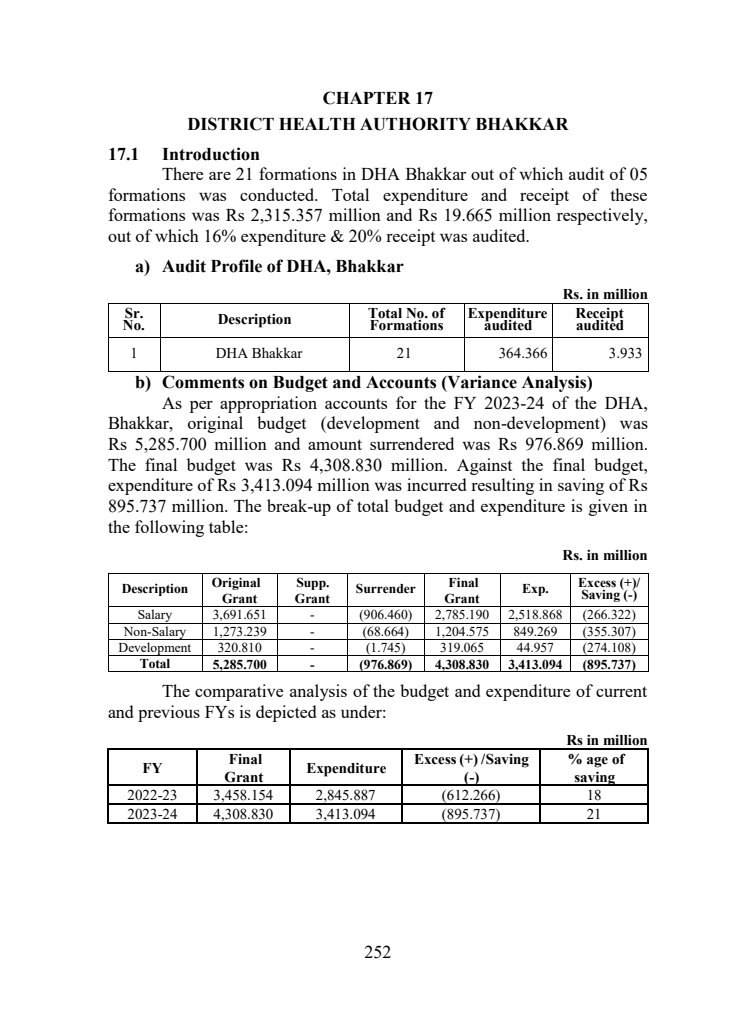 CHAPTER 17
DISTRICT HEALTH AUTHORITY BHAKKAR
17.1 Introduction
There are 21 formations in DHA Bhakkar out of which audit of 05
formations was conducted. Total expenditure and receipt of these
formations was Rs 2,315.357 million and Rs 19.665 million respectively,
out of which 16% expenditure & 20% receipt was audited.
a) Audit Profile of DHA, Bhakkar
Rs. in million
Sr. No. Description Total No. of Formations Expenditure audited Receipt audited
1 DHA Bhakkar 21 364.366 3.933
b) Comments on Budget and Accounts (Variance Analysis)
As per appropriation accounts for the FY 2023-24 of the DHA,
Bhakkar, original budget (development and non-development) was
Rs 5,285.700 million and amount surrendered was Rs 976.869 million.
The final budget was Rs 4,308.830 million. Against the final budget,
expenditure of Rs 3,413.094 million was incurred resulting in saving of Rs
895.737 million. The break-up of total budget and expenditure is given in
the following table:
Rs. in million
Description Original Grant Supp. Grant Surrender Final Grant Exp. Excess (+)/ Saving (-)
Salary 3,691.651 - (906.460) 2,785.190 2,518.868 (266.322)
Non-Salary 1,273.239 - (68.664) 1,204.575 849.269 (355.307)
Development 320.810 - (1.745) 319.065 44.957 (274.108)
Total 5,285.700 - (976.869) 4,308.830 3,413.094 (895.737)
The comparative analysis of the budget and expenditure of current
and previous FYs is depicted as under:
Rs in million
FY Final Grant Expenditure Excess (+) /Saving (-) % age of saving
2022-23 3,458.154 2,845.887 (612.266) 18
2023-24 4,308.830 3,413.094 (895.737) 21
252